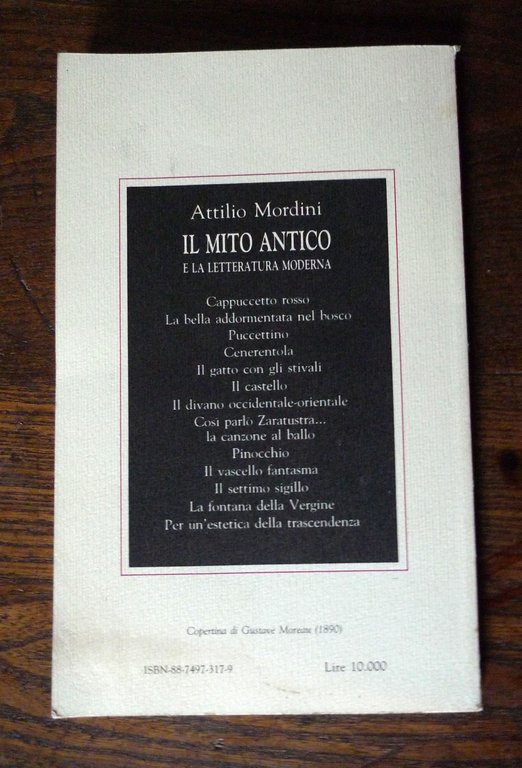 Attilio Mordini
IL MITO ANTICO
E LA LETTERATURA MODERNA
Cappuccetto rosso
La bella addormentata nel bosco
Puccettino
Cenerentola
Il gatto con gli stivali
Il castello
Il divano occidentale-orientale
Così parlò Zaratustra...
la canzone al ballo
Pinocchio
Il vascello fantasma
Il settimo sigillo
La fontana della Vergine
Per un'estetica della trascendenza
Copertina di Gustave Moreau (1890)
ISBN-88-7497-317-9
Lire 10.000